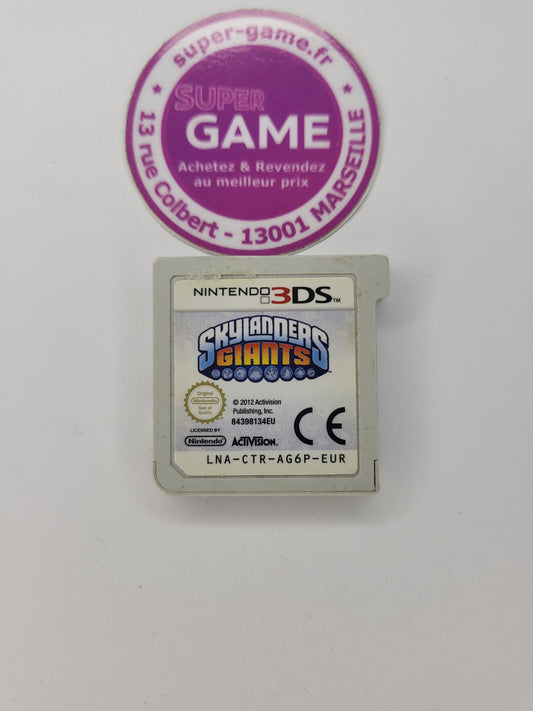 super-game.fr
SUPER
GAME
Achetez & Revendez
au meilleur prix
★ 13 rue Colbert - 13001 MARSEILLE ★
NINTENDO 3DS™
SKYLANDERS
GIANTS
Original
Nintendo
Seal of
Quality
© 2012 Activision
Publishing, Inc.
84398134EU
CE
LICENSED BY
Nintendo
ACTIVISION.
LNA-CTR-AG6P-EUR